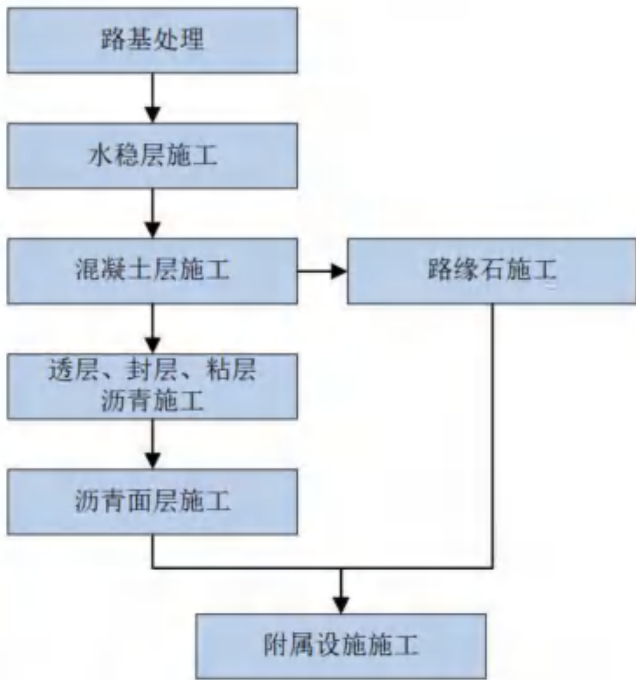 路基处理
水稳层施工
混凝土层施工
路缘石施工
透层、封层、粘层
沥青施工
沥青面层施工
附属设施施工